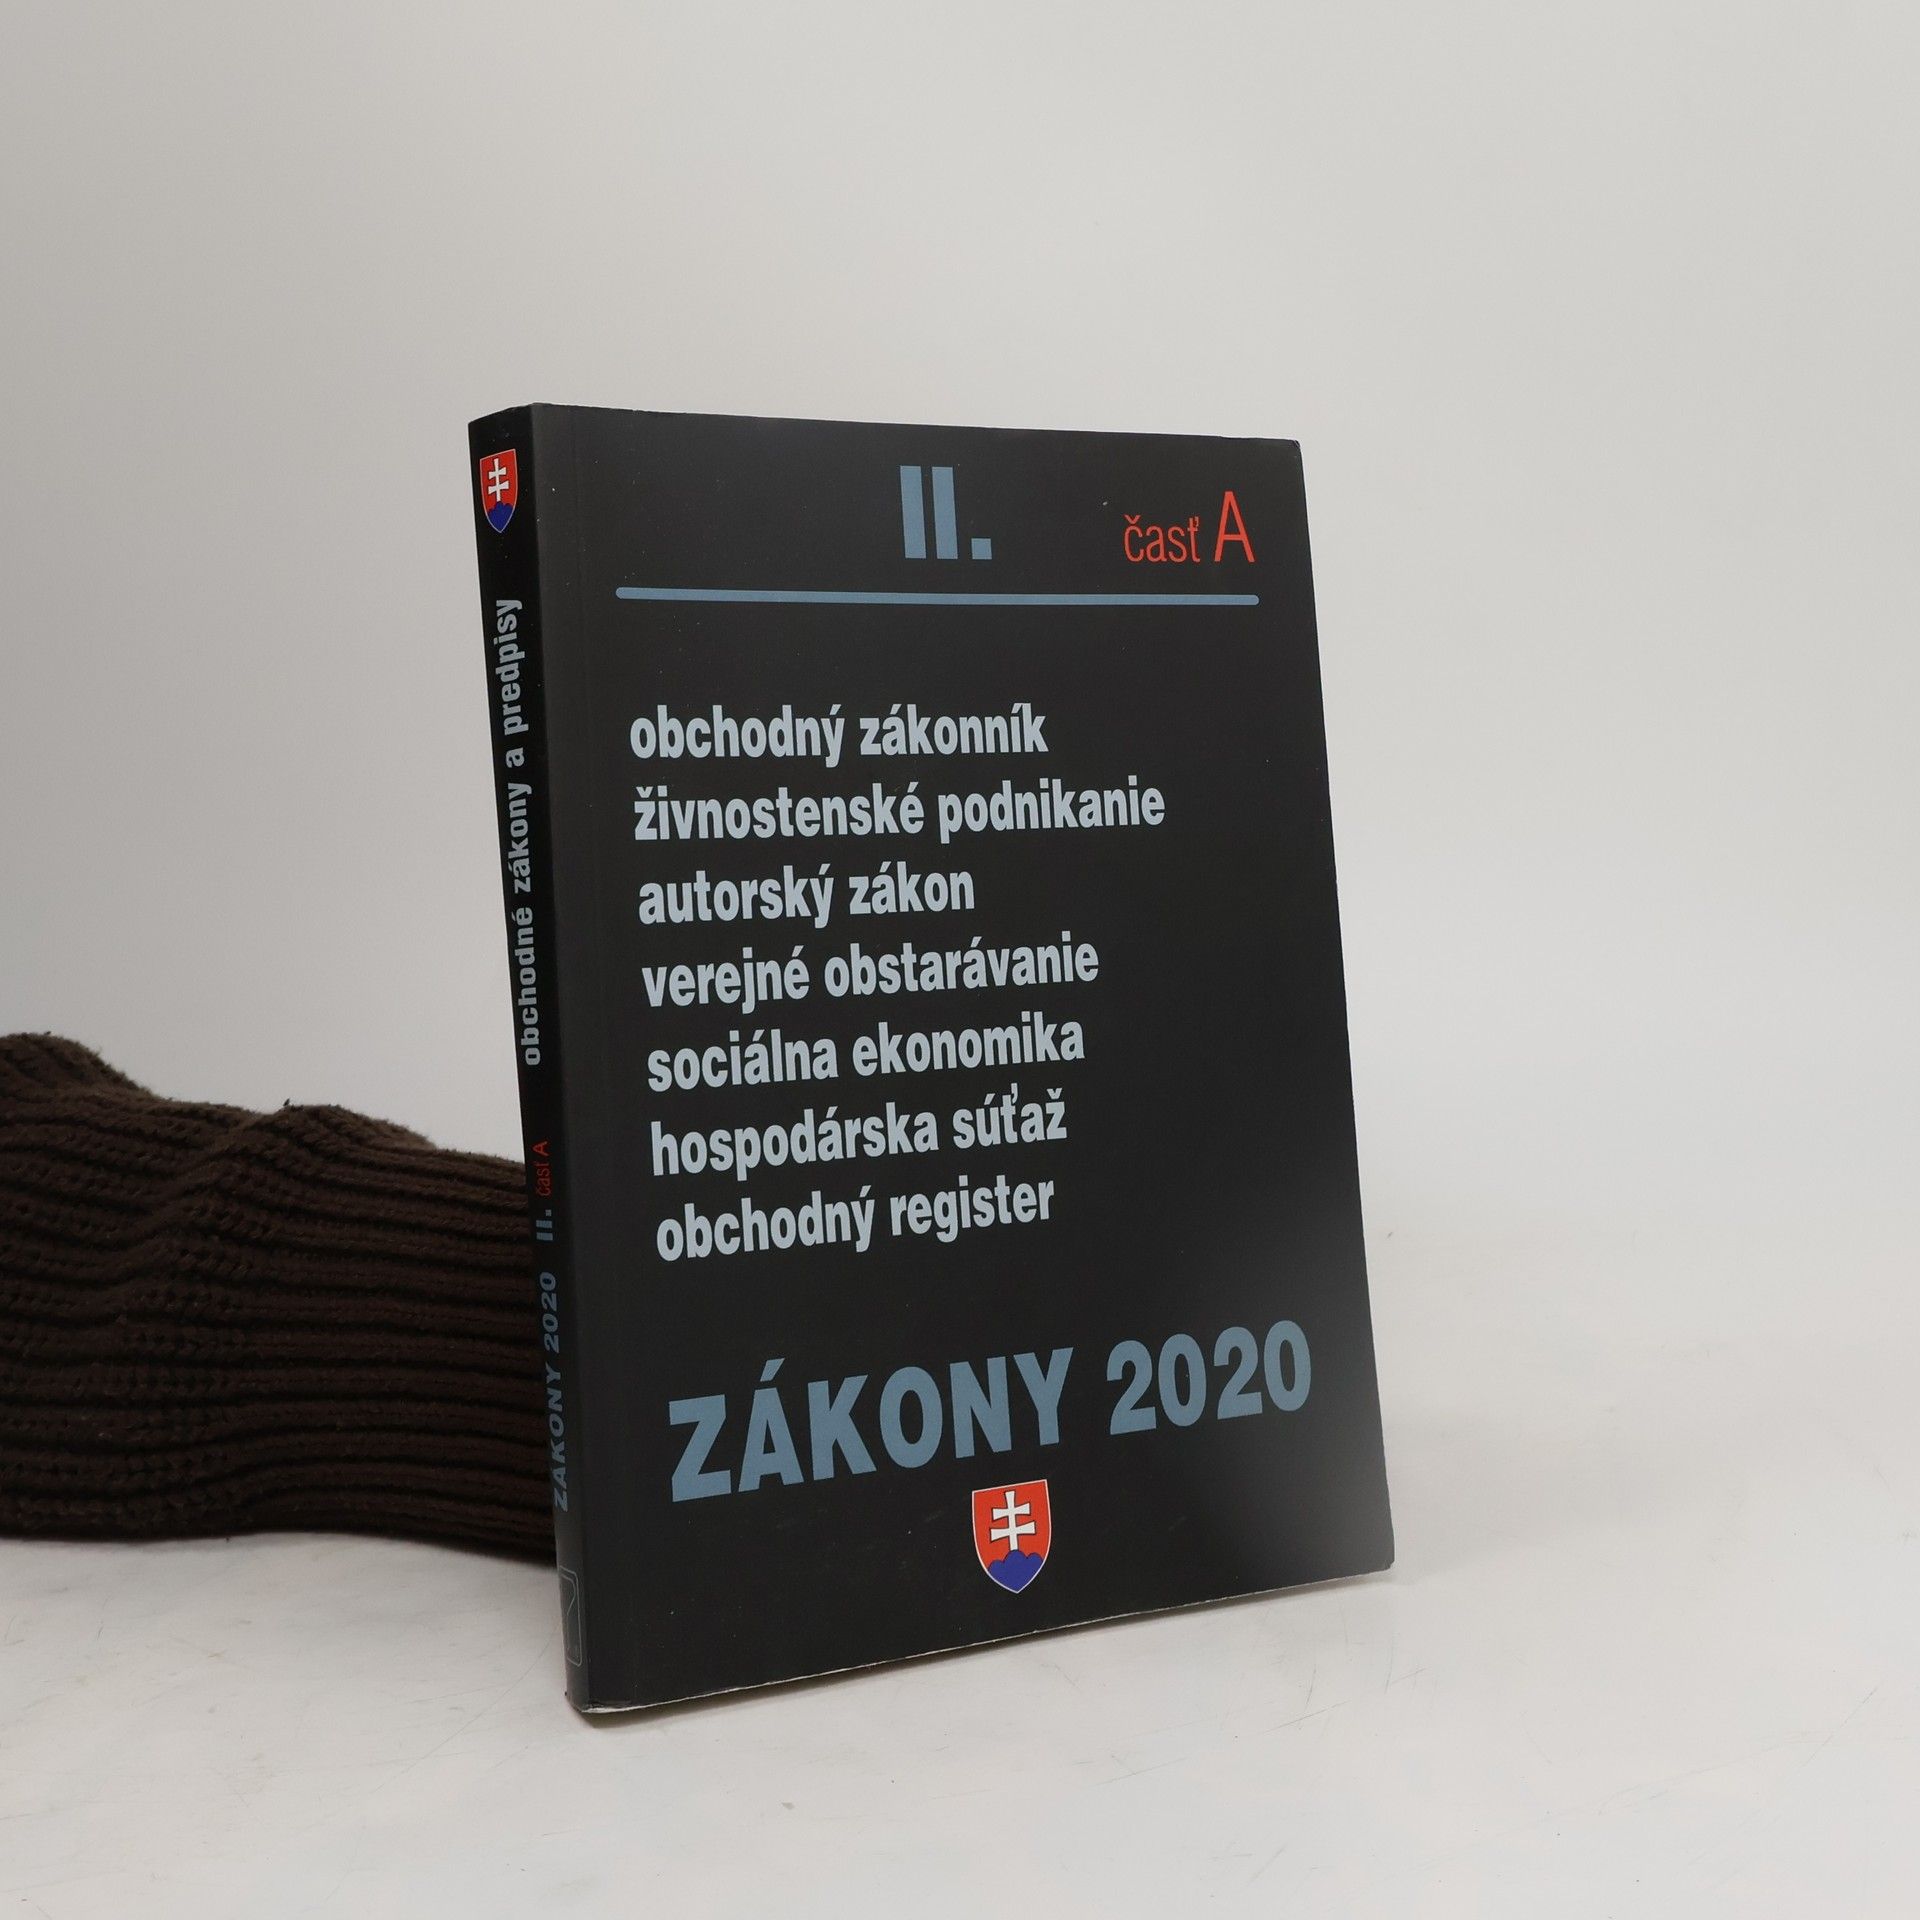 II.
časť A
obchodný zákonník
živnostenské podnikanie
autorský zákon
verejné obstarávanie
sociálna ekonomika
hospodárska súťaž
obchodný register
ZÁKONY 2020
ZÁKONY 2020 II. časť A obchodné zákony a predpisy